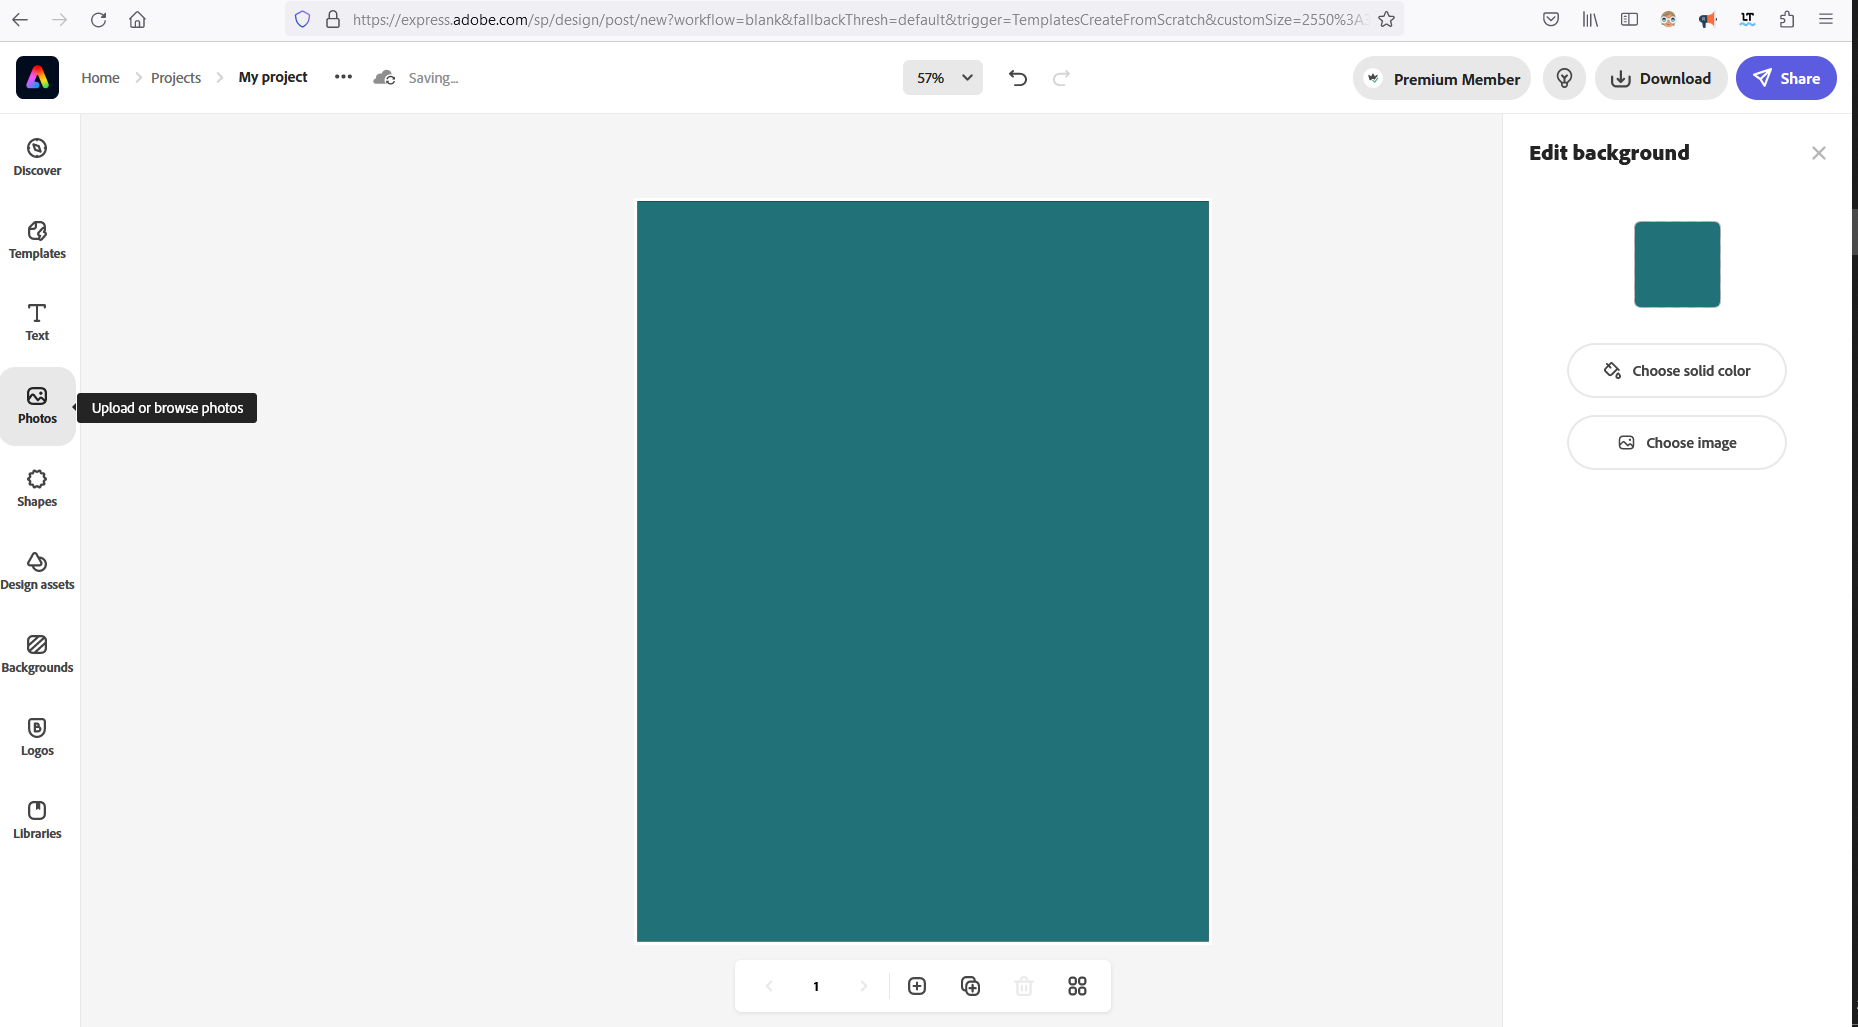 https://express.adobe.com/sp/design/post/new?workflow=blank&fallbackThresh=default&trigger=TemplatesCreateFromScratch&customSize=2550%3A3
LT
Home
Projects
My project
Saving...
57%
Premium Member
Download
Share
Discover
Templates
Text
Photos
Upload or browse photos
Shapes
Design assets
Backgrounds
B
Logos
Libraries
Edit background
Choose solid color
Choose image
1